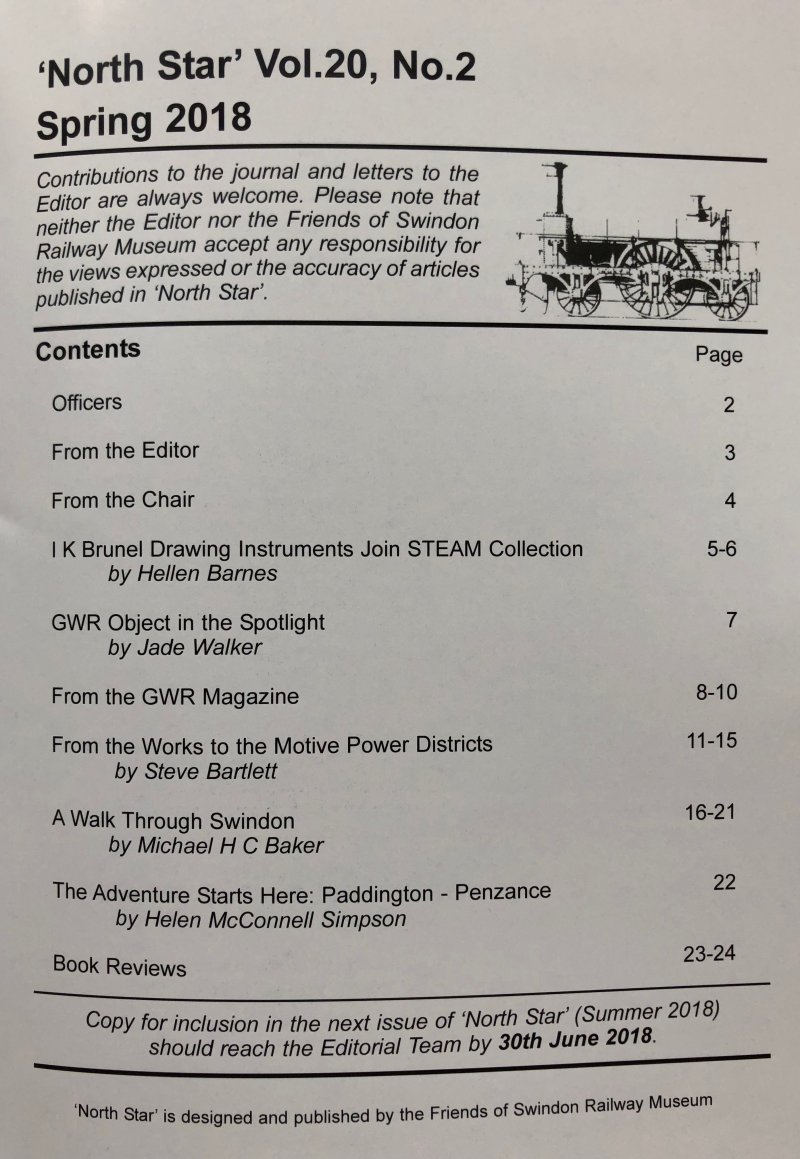 ‘North Star’ Vol.20, No.2
Spring 2018
Contributions to the journal and letters to the
Editor are always welcome. Please note that
neither the Editor nor the Friends of Swindon
Railway Museum accept any responsibility for
the views expressed or the accuracy of articles
published in ‘North Star’.
Contents Page
Officers 2
From the Editor 3
From the Chair 4
I K Brunel Drawing Instruments Join STEAM Collection 5-6
by Hellen Barnes
GWR Object in the Spotlight 7
by Jade Walker
From the GWR Magazine 8-10
From the Works to the Motive Power Districts 11-15
by Steve Bartlett
A Walk Through Swindon 16-21
by Michael H C Baker
The Adventure Starts Here: Paddington - Penzance 22
by Helen McConnell Simpson
Book Reviews 23-24
Copy for inclusion in the next issue of ‘North Star’ (Summer 2018)
should reach the Editorial Team by 30th June 2018.
‘North Star’ is designed and published by the Friends of Swindon Railway Museum